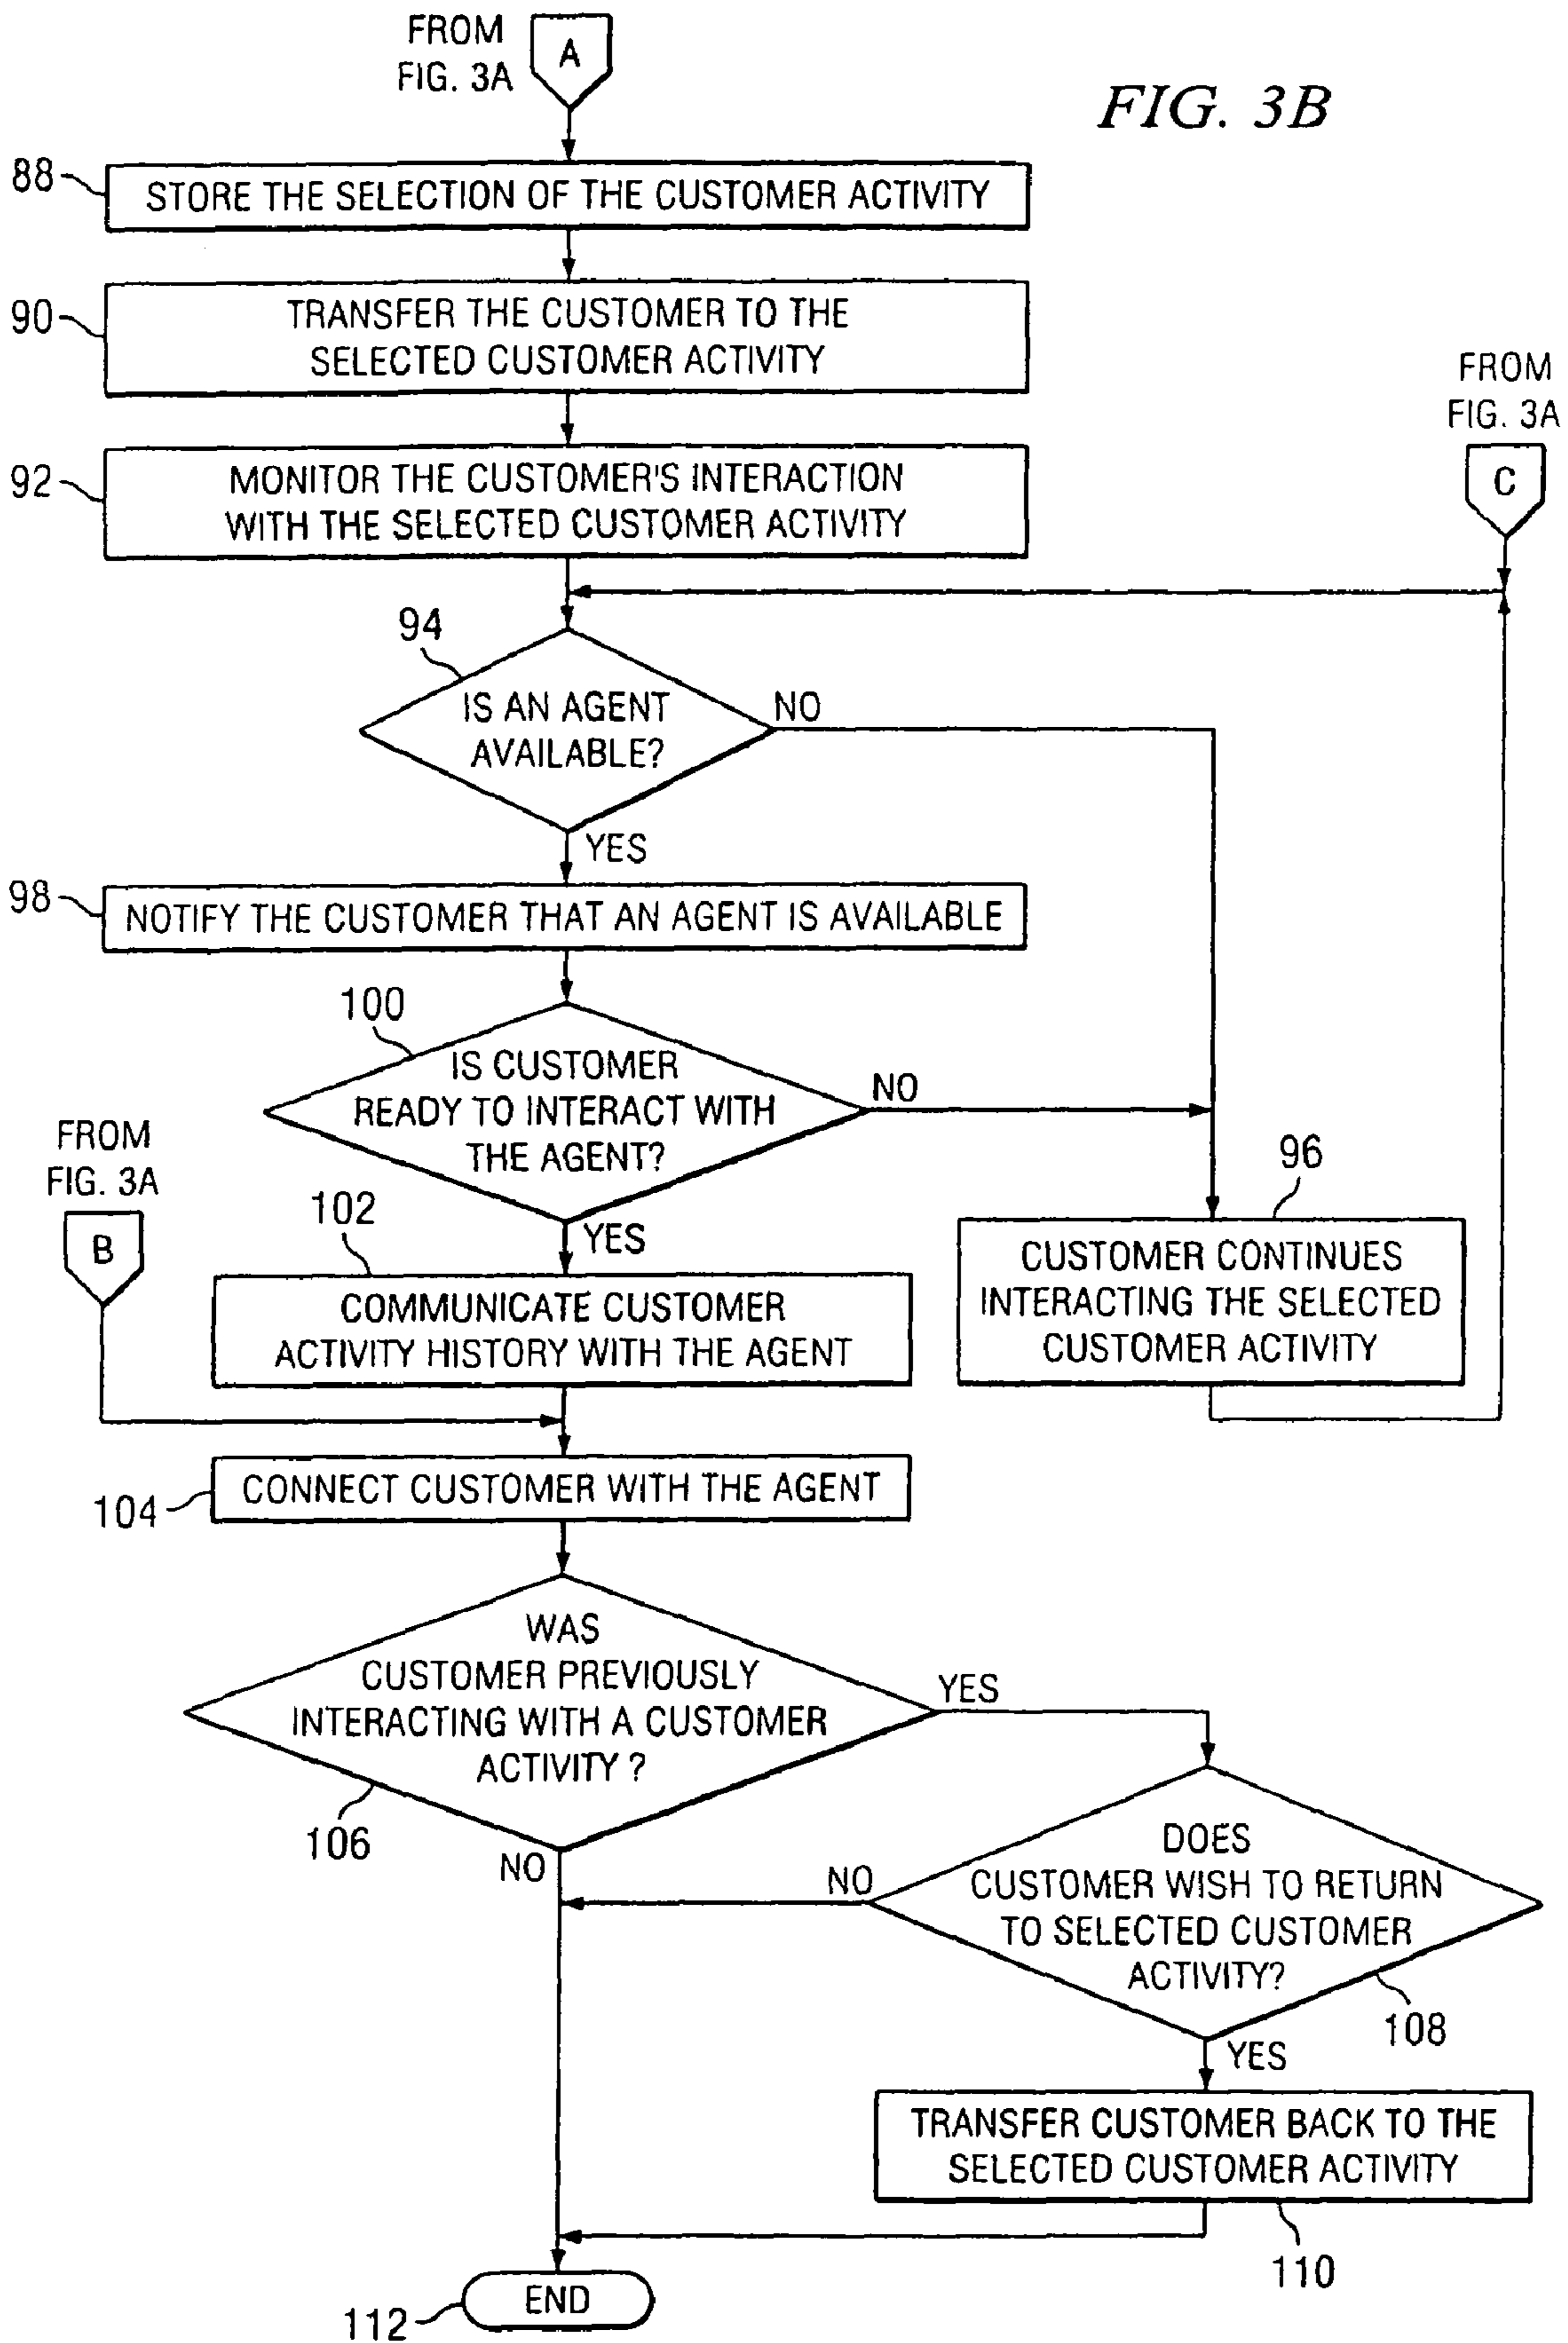 FROM
FIG. 3A
A
FIG. 3B
88
STORE THE SELECTION OF THE CUSTOMER ACTIVITY
90
TRANSFER THE CUSTOMER TO THE
SELECTED CUSTOMER ACTIVITY
FROM
FIG. 3A
C
92
MONITOR THE CUSTOMER'S INTERACTION
WITH THE SELECTED CUSTOMER ACTIVITY
94
IS AN AGENT
AVAILABLE?
NO
YES
98
NOTIFY THE CUSTOMER THAT AN AGENT IS AVAILABLE
100
IS CUSTOMER
READY TO INTERACT WITH
THE AGENT?
NO
YES
FROM
FIG. 3A
B
96
CUSTOMER CONTINUES
INTERACTING THE SELECTED
CUSTOMER ACTIVITY
102
COMMUNICATE CUSTOMER
ACTIVITY HISTORY WITH THE AGENT
104
CONNECT CUSTOMER WITH THE AGENT
WAS
CUSTOMER PREVIOUSLY
INTERACTING WITH A CUSTOMER
ACTIVITY ?
YES
106
NO
DOES
CUSTOMER WISH TO RETURN
TO SELECTED CUSTOMER
ACTIVITY?
NO
108
YES
TRANSFER CUSTOMER BACK TO THE
SELECTED CUSTOMER ACTIVITY
110
END
112